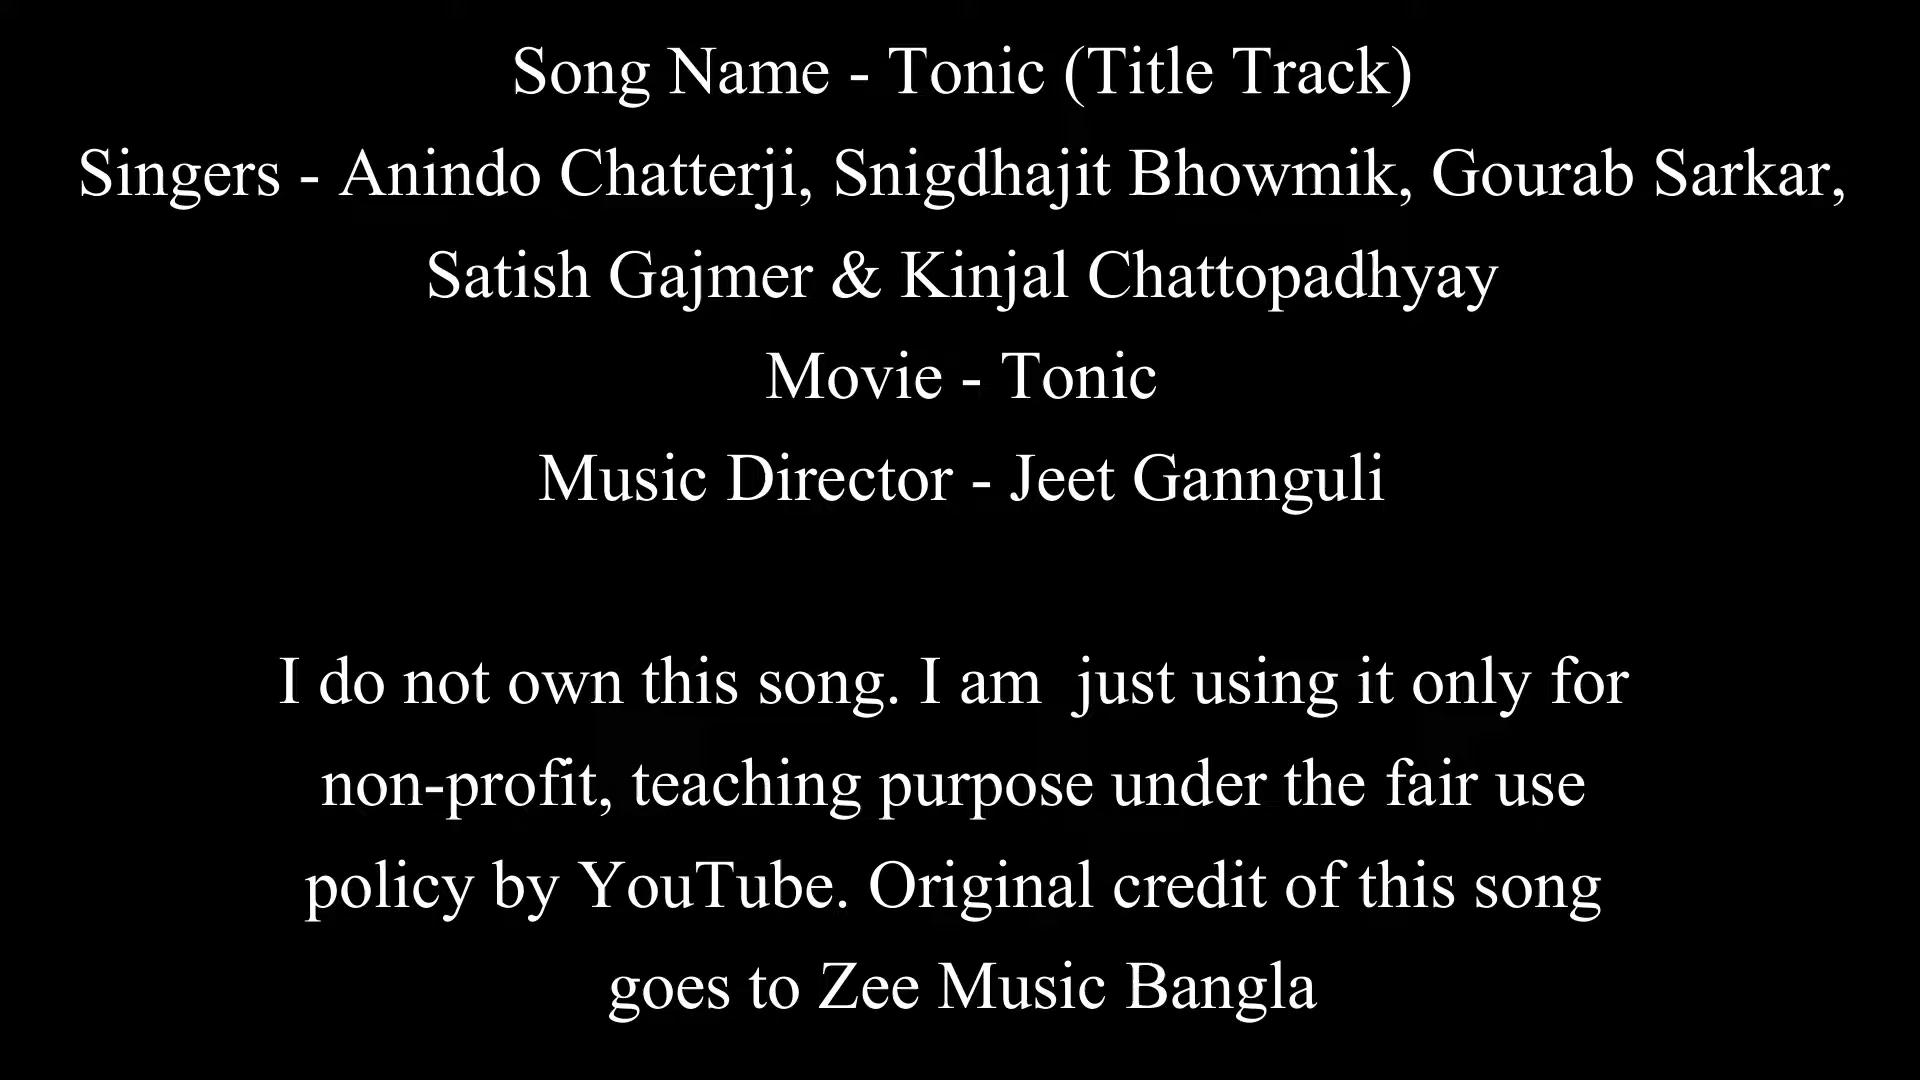 Song Name - Tonic (Title Track)
Singers - Anindo Chatterji, Snigdhajit Bhowmik, Gourab Sarkar,
Satish Gajmer & Kinjal Chattopadhyay
Movie - Tonic
Music Director - Jeet Gannguli
I do not own this song. I am  just using it only for
non-profit, teaching purpose under the fair use
policy by YouTube. Original credit of this song
goes to Zee Music Bangla